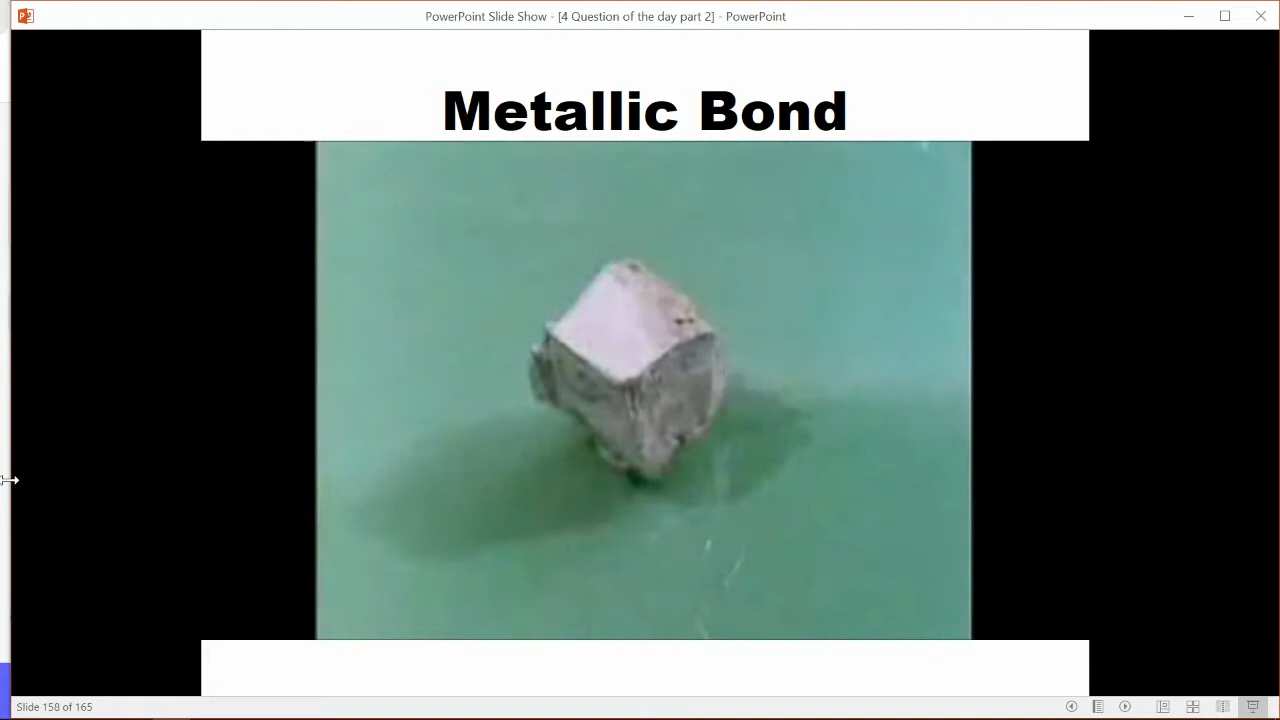 PowerPoint Slide Show - [4 Question of the day part 2] - PowerPoint
Metallic Bond
Slide 158 of 165